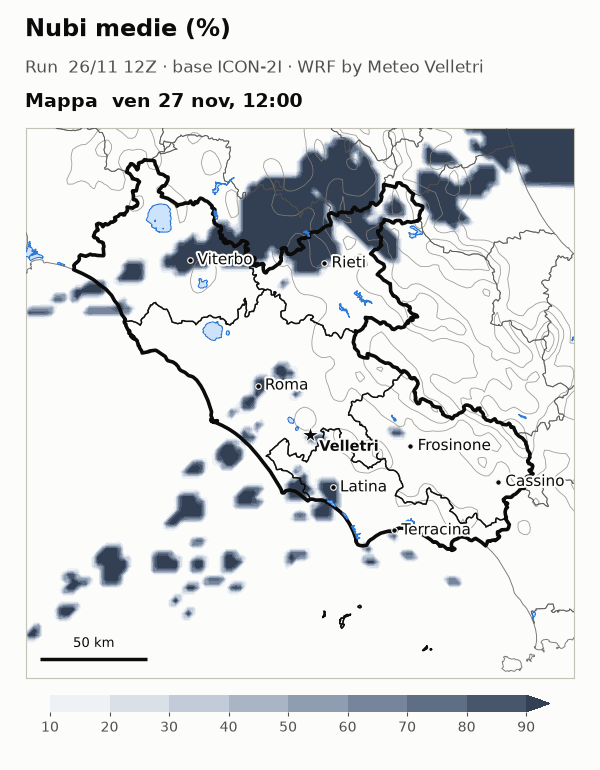 Nubi medie (%)
Run  26/11 12Z · base ICON-2I · WRF by Meteo Velletri
Mappa  ven 27 nov, 12:00
Viterbo
Rieti
Roma
Velletri
Frosinone
Cassino
Latina
Terracina
50 km
10 20 30 40 50 60 70 80 90